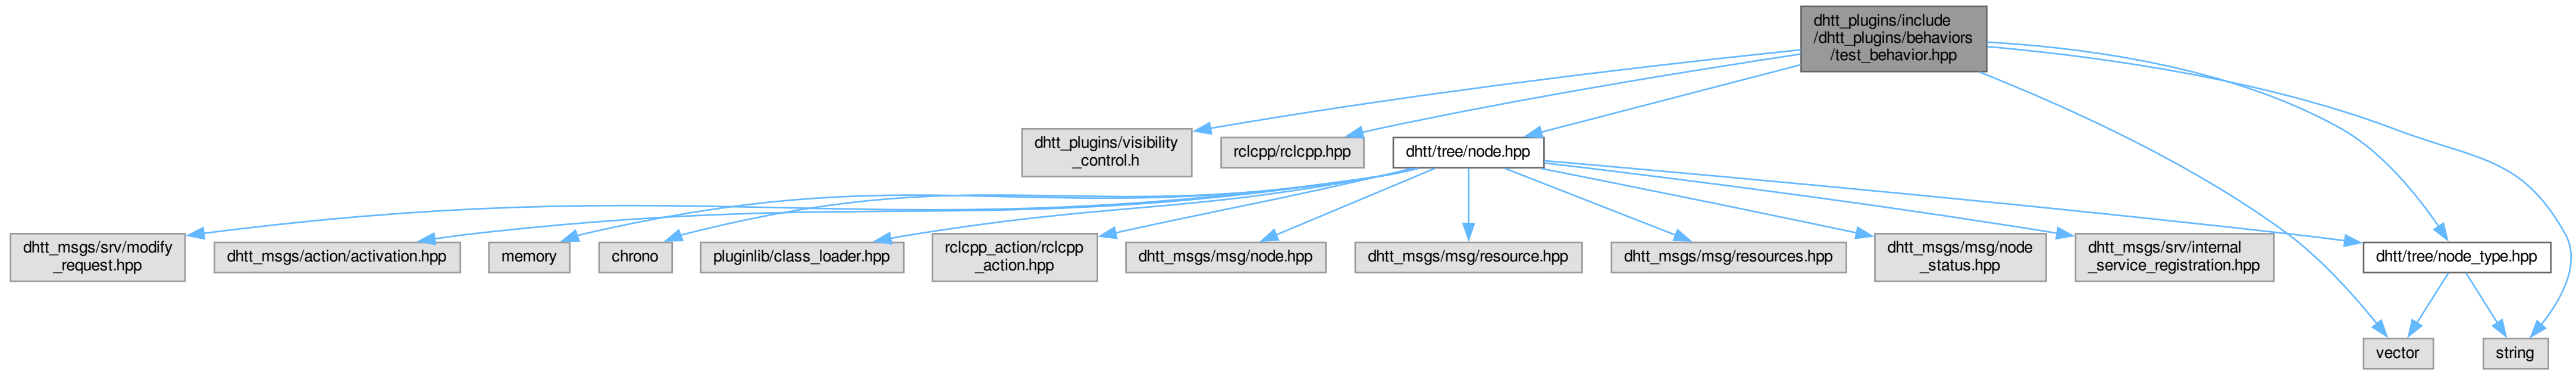 dhtt_plugins/include
/dhtt_plugins/behaviors
/test_behavior.hpp
dhtt_plugins/visibility
_control.h
rclcpp/rclcpp.hpp
dhtt/tree/node.hpp
dhtt_msgs/srv/modify
_request.hpp
dhtt_msgs/action/activation.hpp
memory
chrono
pluginlib/class_loader.hpp
rclcpp_action/rclcpp
_action.hpp
dhtt_msgs/msg/node.hpp
dhtt_msgs/msg/resource.hpp
dhtt_msgs/msg/resources.hpp
dhtt_msgs/msg/node
_status.hpp
dhtt_msgs/srv/internal
_service_registration.hpp
dhtt/tree/node_type.hpp
vector
string